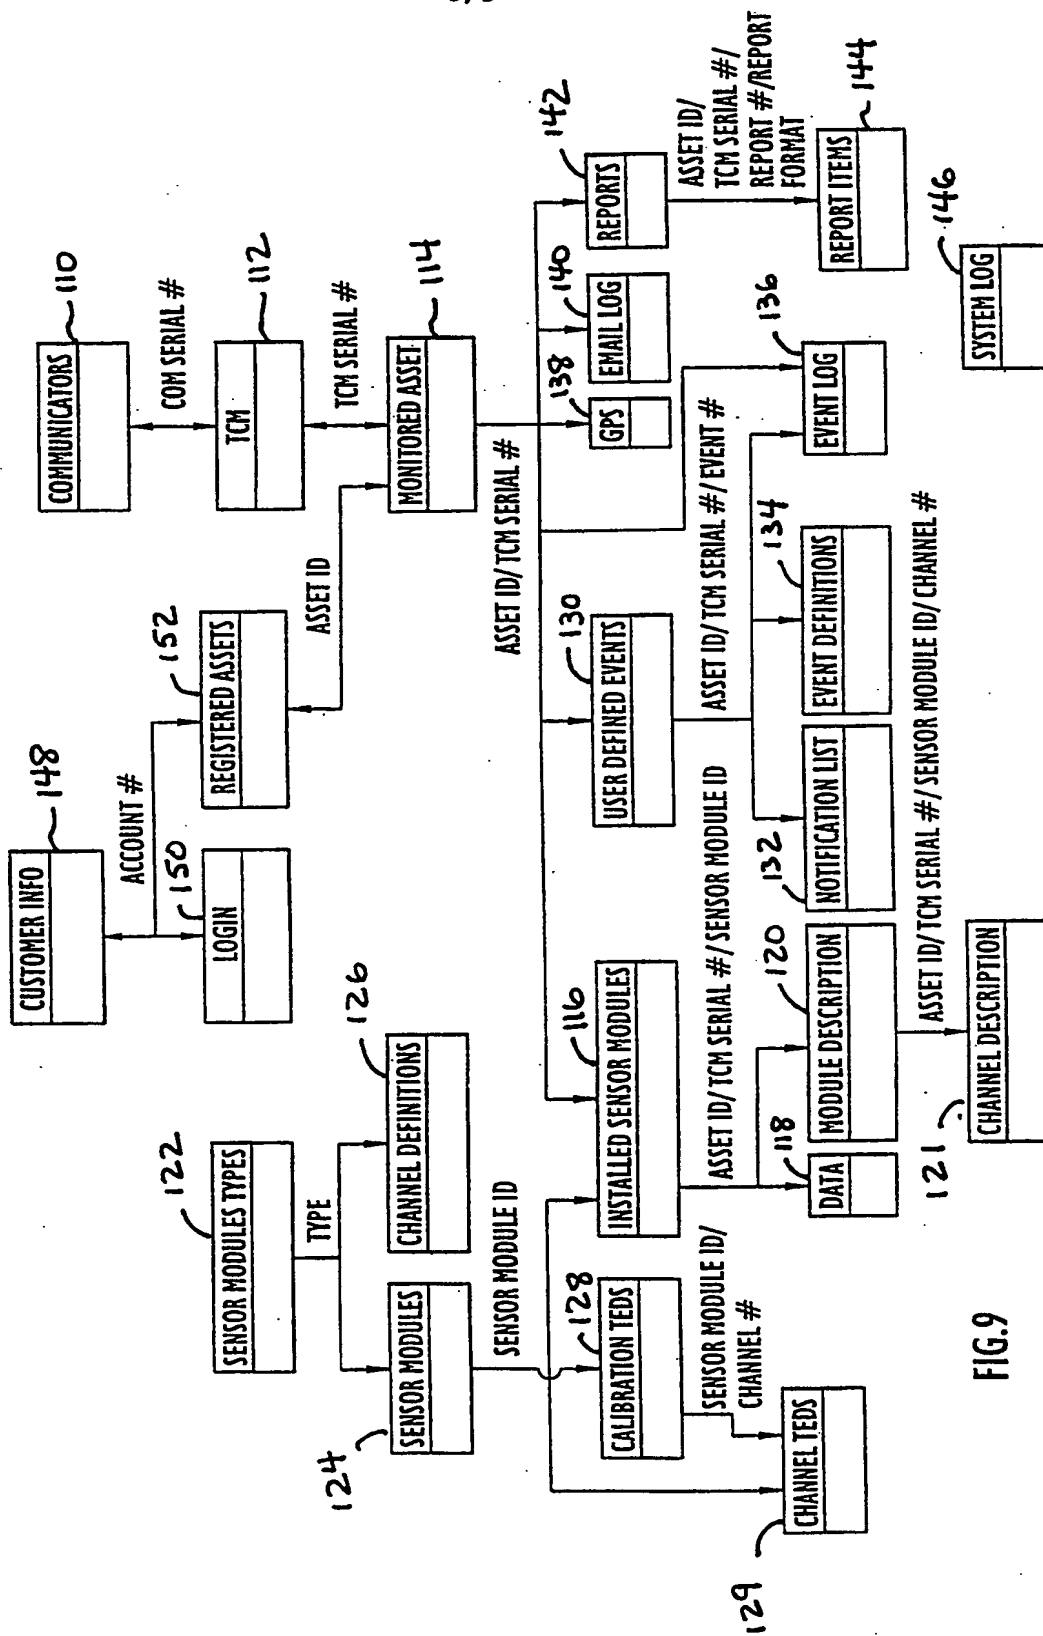 CUSTOMER INFO
148
ACCOUNT #
150
LOGIN
152
REGISTERED ASSETS
ASSET ID
COMMUNICATORS
110
COM SERIAL #
TCM
112
TCM SERIAL #
MONITORED ASSET
114
ASSET ID/TCM SERIAL #
SENSOR MODULES TYPES
122
TYPE
SENSOR MODULES
124
CHANNEL DEFINITIONS
126
SENSOR MODULE ID
CALIBRATION TEDS
128
SENSOR MODULE ID/
CHANNEL #
CHANNEL TEDS
129
INSTALLED SENSOR MODULES
116
ASSET ID/TCM SERIAL #/SENSOR MODULE ID
DATA
118
MODULE DESCRIPTION
120
ASSET ID/TCM SERIAL #/SENSOR MODULE ID/CHANNEL #
CHANNEL DESCRIPTION
121
USER DEFINED EVENTS
130
ASSET ID/TCM SERIAL #/EVENT #
NOTIFICATION LIST
132
EVENT DEFINITIONS
134
EVENT LOG
136
GPS
138
EMAIL LOG
140
REPORTS
142
ASSET ID/
TCM SERIAL #/
REPORT #/REPORT
FORMAT
REPORT ITEMS
144
SYSTEM LOG
146
FIG.9